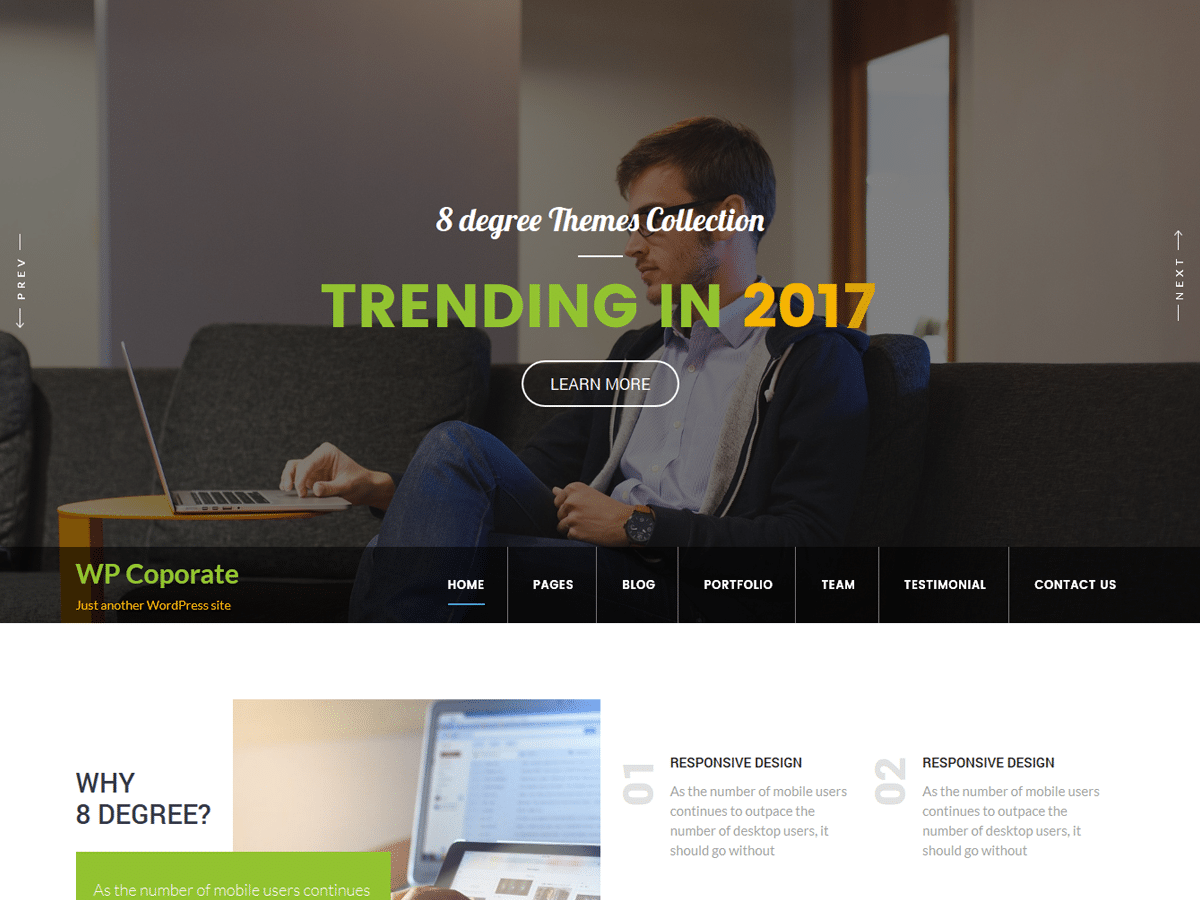 8 degree Themes Collection
TRENDING IN 2017
LEARN MORE
PREV
NEXT
WP Coporate
Just another WordPress site
HOME
PAGES
BLOG
PORTFOLIO
TEAM
TESTIMONIAL
CONTACT US
WHY
8 DEGREE?
As the number of mobile users continues
01
RESPONSIVE DESIGN
As the number of mobile users
continues to outpace the
number of desktop users, it
should go without
02
RESPONSIVE DESIGN
As the number of mobile users
continues to outpace the
number of desktop users, it
should go without